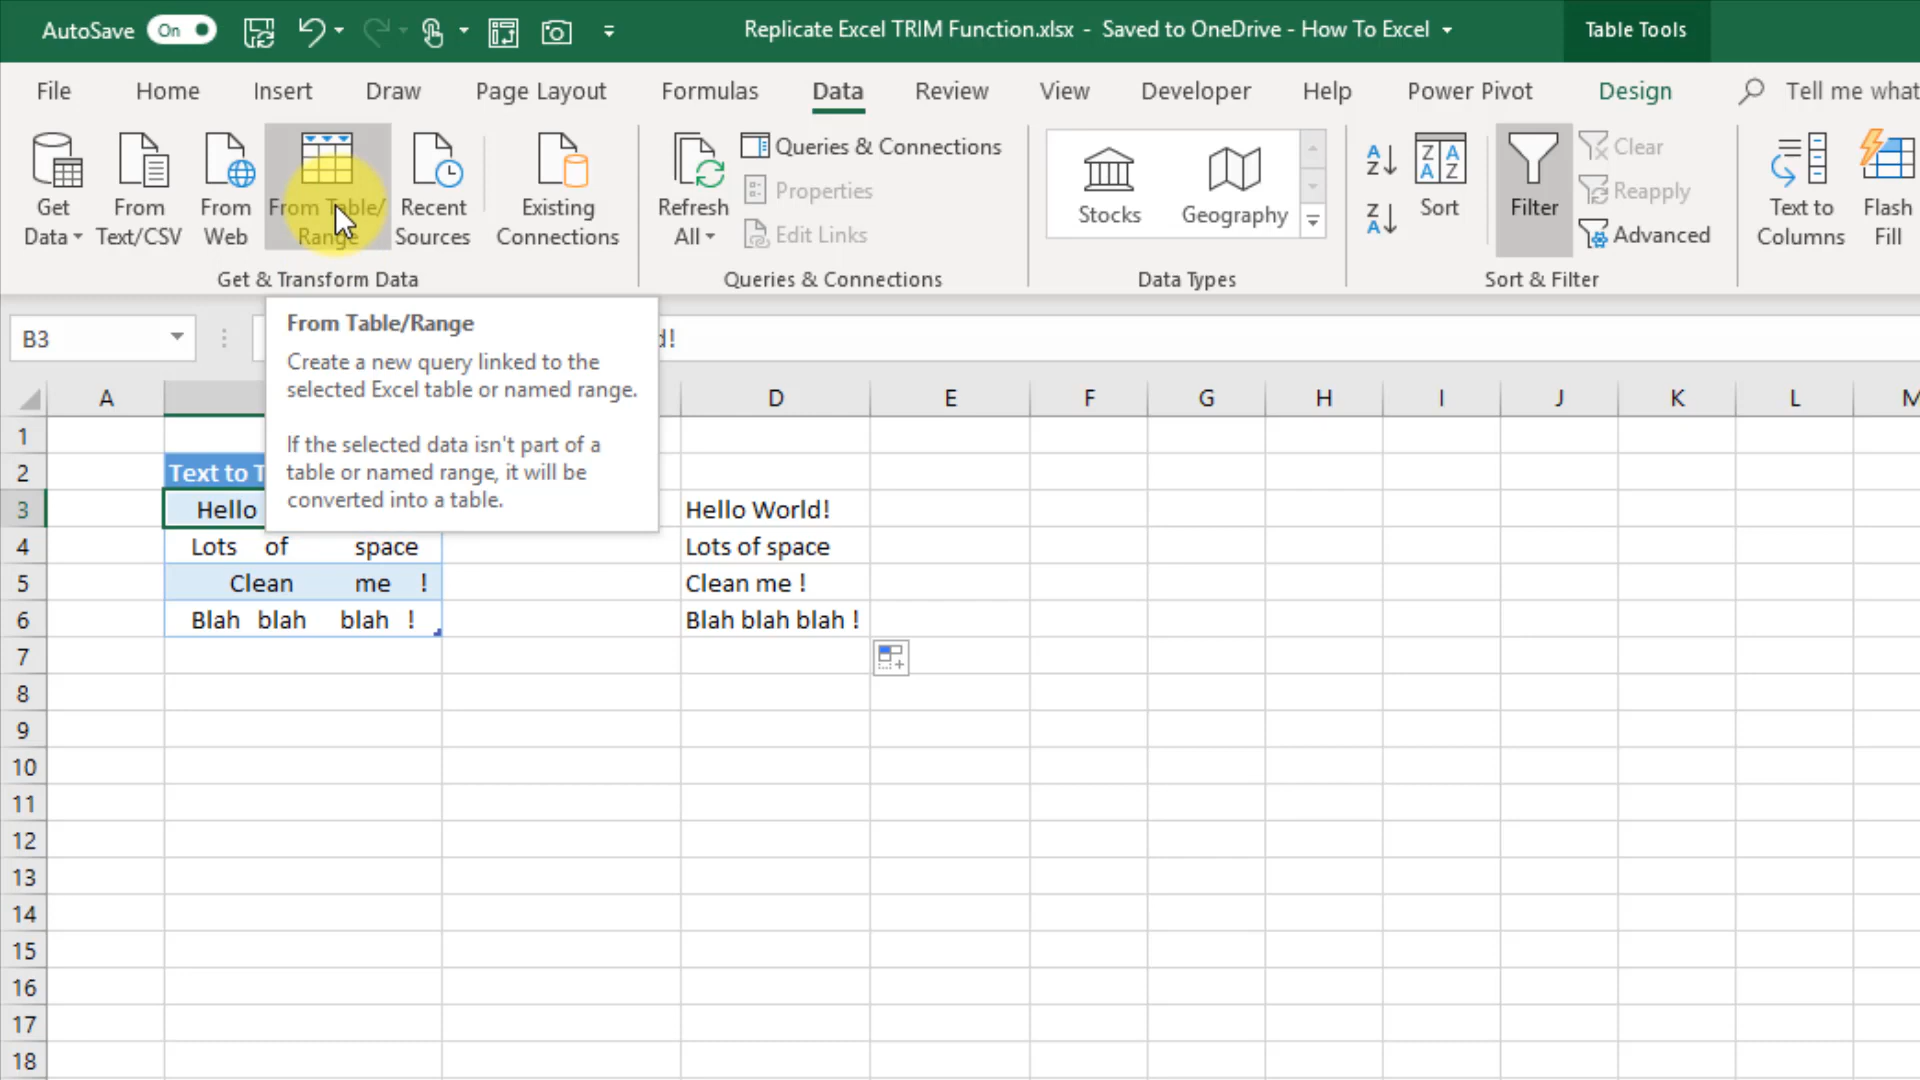 AutoSave On Replicate Excel TRIM Function.xlsx - Saved to OneDrive - How To Excel Table Tools
File Home Insert Draw Page Layout Formulas Data Review View Developer Help Power Pivot Design Tell me what
Get Data
From Text/CSV
From Web
From Table/ Range
Recent Sources
Existing Connections
Get & Transform Data
Refresh All
Queries & Connections
Properties
Edit Links
Queries & Connections
Stocks
Geography
Data Types
A Z
Z A
Z A A Z
Sort
Filter
Clear
Reapply
Advanced
Sort & Filter
Text to Columns
Flash Fill
B3
d!
From Table/Range
Create a new query linked to the
selected Excel table or named range.
If the selected data isn't part of a
table or named range, it will be
converted into a table.
A D E F G H I J K L M
1
2 Text to T
3 Hello Hello World!
4 Lots of space Lots of space
5 Clean me ! Clean me !
6 Blah blah blah ! Blah blah blah !
7
8
9
10
11
12
13
14
15
16
17
18